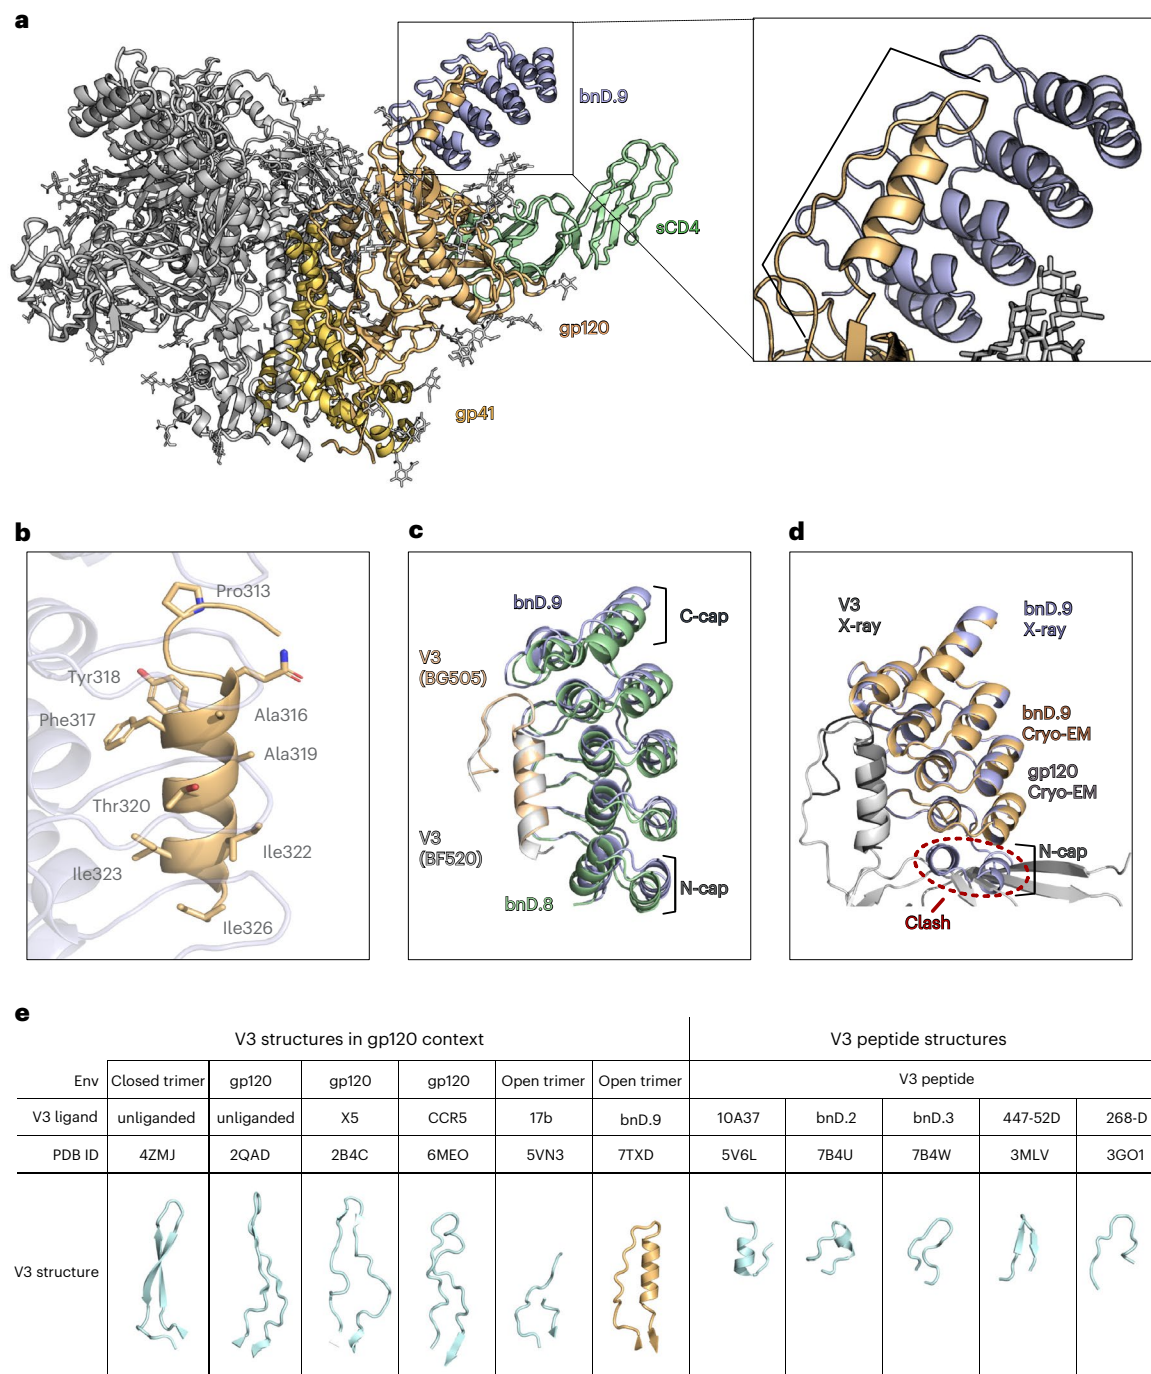 a
bnD.9
sCD4
gp120
gp41
b
Pro313
Tyr318
Phe317
Ala316
Ala319
Thr320
Ile322
Ile323
Ile326
c
bnD.9
C-cap
V3
(BG505)
V3
(BF520)
N-cap
bnD.8
d
V3
X-ray
bnD.9
X-ray
bnD.9
Cryo-EM
gp120
Cryo-EM
N-cap
Clash
e
V3 structures in gp120 context V3 peptide structures
Env Closed trimer gp120 gp120 gp120 Open trimer Open trimer V3 peptide
V3 ligand unliganded unliganded X5 CCR5 17b bnD.9 10A37 bnD.2 bnD.3 447-52D 268-D
PDB ID 4ZMJ 2QAD 2B4C 6MEO 5VN3 7TXD 5V6L 7B4U 7B4W 3MLV 3GO1
V3 structure